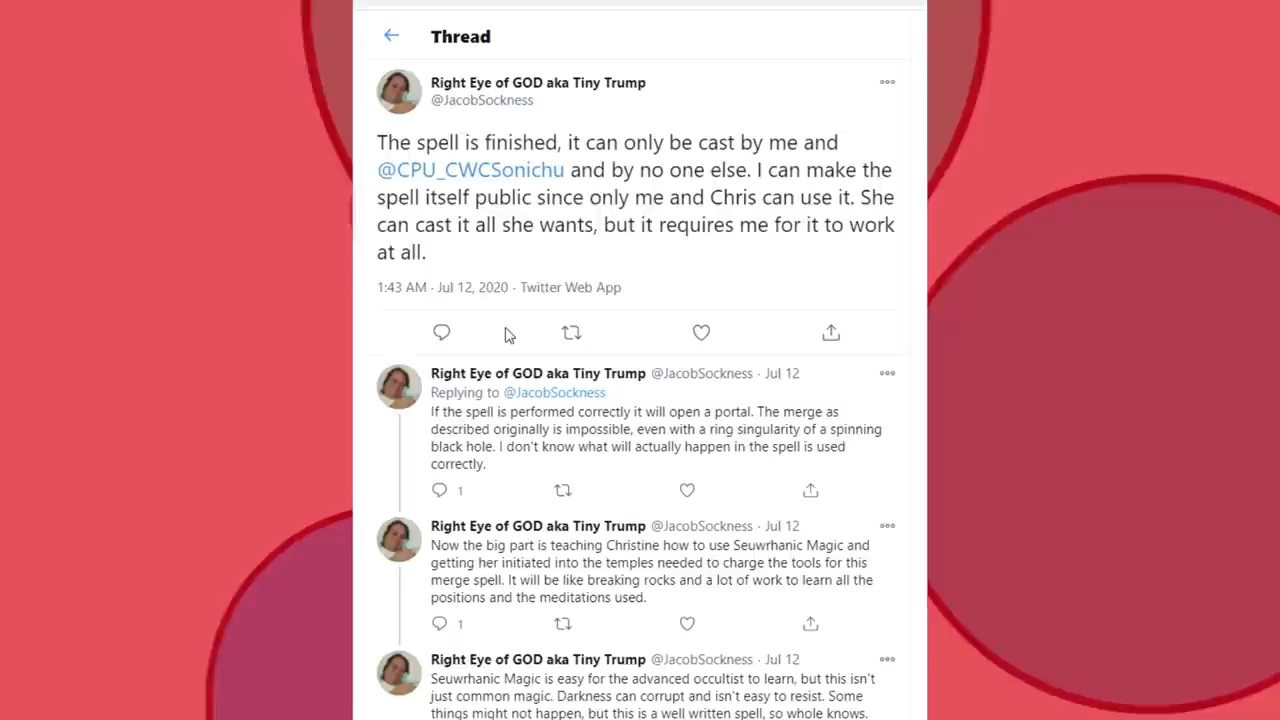 Thread
Right Eye of GOD aka Tiny Trump
@JacobSockness
The spell is finished, it can only be cast by me and
@CPU_CWCSonichu and by no one else. I can make the
spell itself public since only me and Chris can use it. She
can cast it all she wants, but it requires me for it to work
at all.
1:43 AM · Jul 12, 2020 · Twitter Web App
Right Eye of GOD aka Tiny Trump @JacobSockness · Jul 12
Replying to @JacobSockness
If the spell is performed correctly it will open a portal. The merge as
described originally is impossible, even with a ring singularity of a spinning
black hole. I don't know what will actually happen in the spell is used
correctly.
1
Right Eye of GOD aka Tiny Trump @JacobSockness · Jul 12
Now the big part is teaching Christine how to use Seuwrhanic Magic and
getting her initiated into the temples needed to charge the tools for this
merge spell. It will be like breaking rocks and a lot of work to learn all the
positions and the meditations used.
1
Right Eye of GOD aka Tiny Trump @JacobSockness · Jul 12
Seuwrhanic Magic is easy for the advanced occultist to learn, but this isn't
just common magic. Darkness can corrupt and isn't easy to resist. Some
things might not happen, but this is a well written spell, so whole knows.